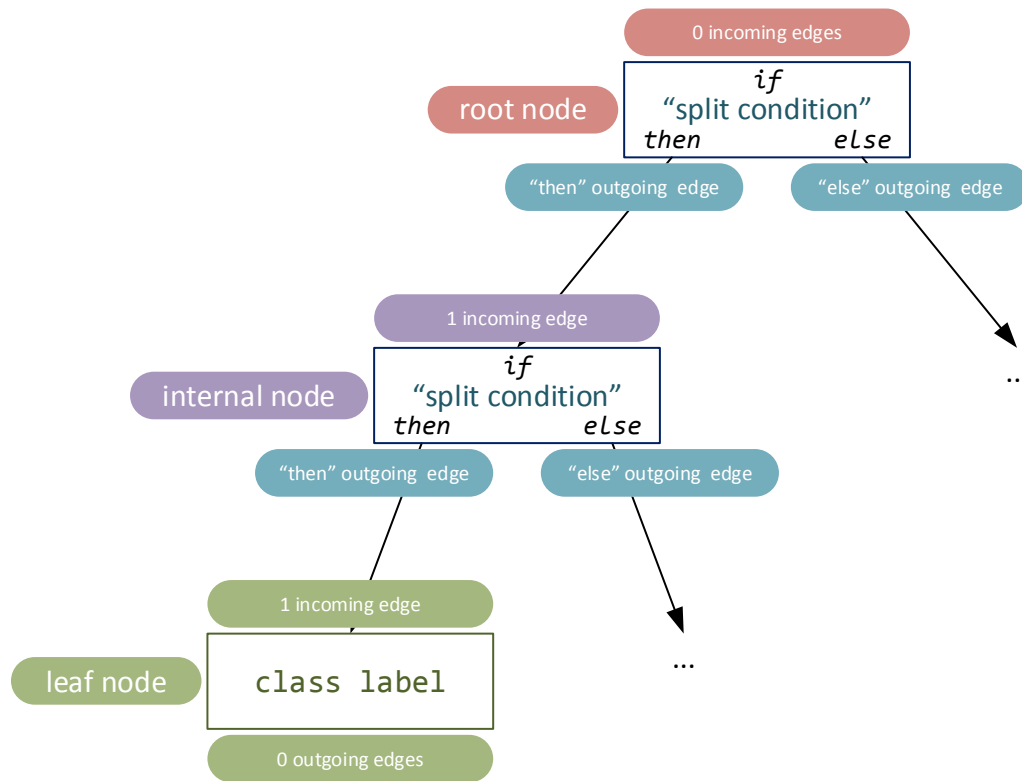 0 incoming edges
root node
if
“split condition”
then else
“then” outgoing edge
“else” outgoing edge
1 incoming edge
...
internal node
if
“split condition”
then else
“then” outgoing edge
“else” outgoing edge
1 incoming edge
...
leaf node
class label
0 outgoing edges